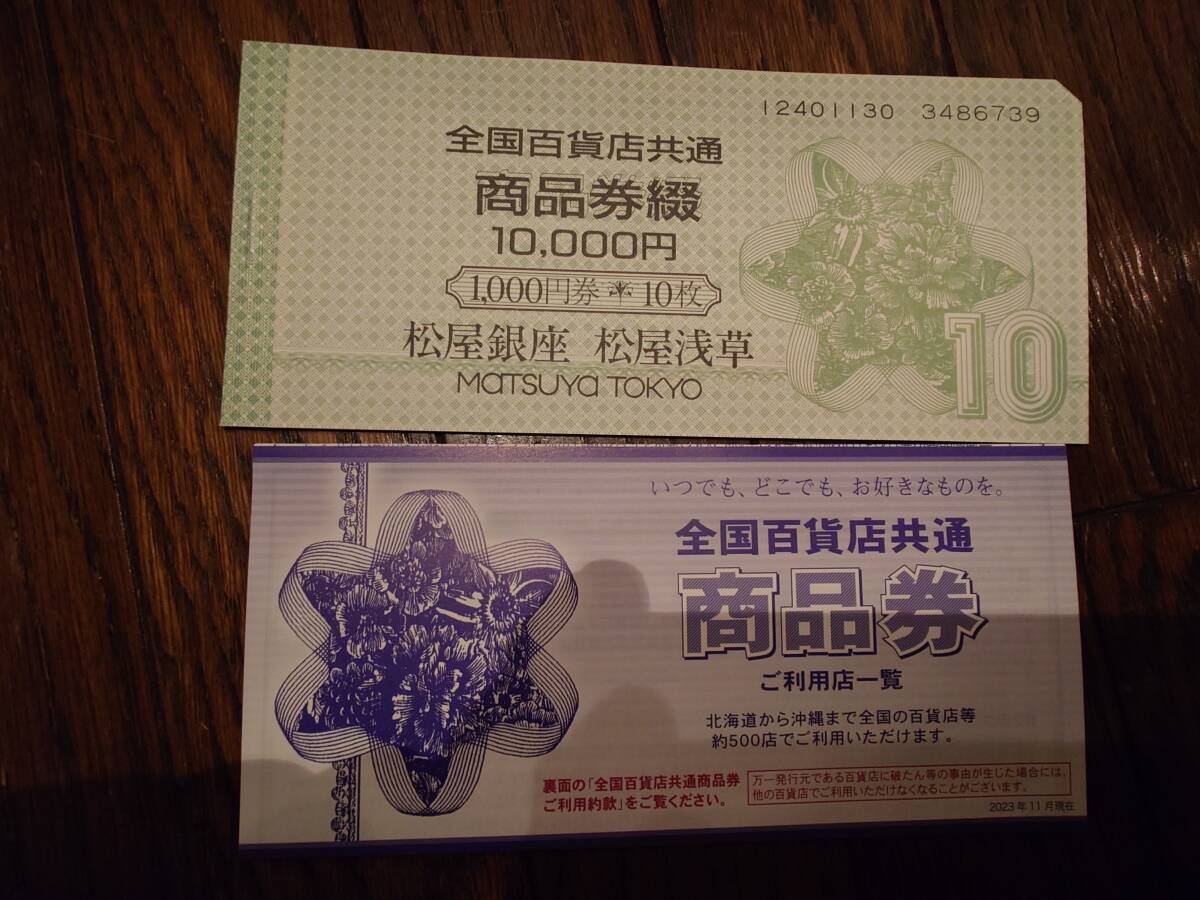 12401130 3486739
全国百貨店共通
商品券綴
10,000円
1,000円券 10枚
松屋銀座 松屋浅草
MATSUYA TOKYO
10
いつでも、どこでも、お好きなものを。
全国百貨店共通
商品券
ご利用店一覧
北海道から沖縄まで全国の百貨店等
約500店でご利用いただけます。
裏面の「全国百貨店共通商品券
ご利用約款」をご覧ください。
万一発行元である百貨店に破たん等の事由が生じた場合には、
他の百貨店でご利用いただけなくなることがございます。
2023年11月現在